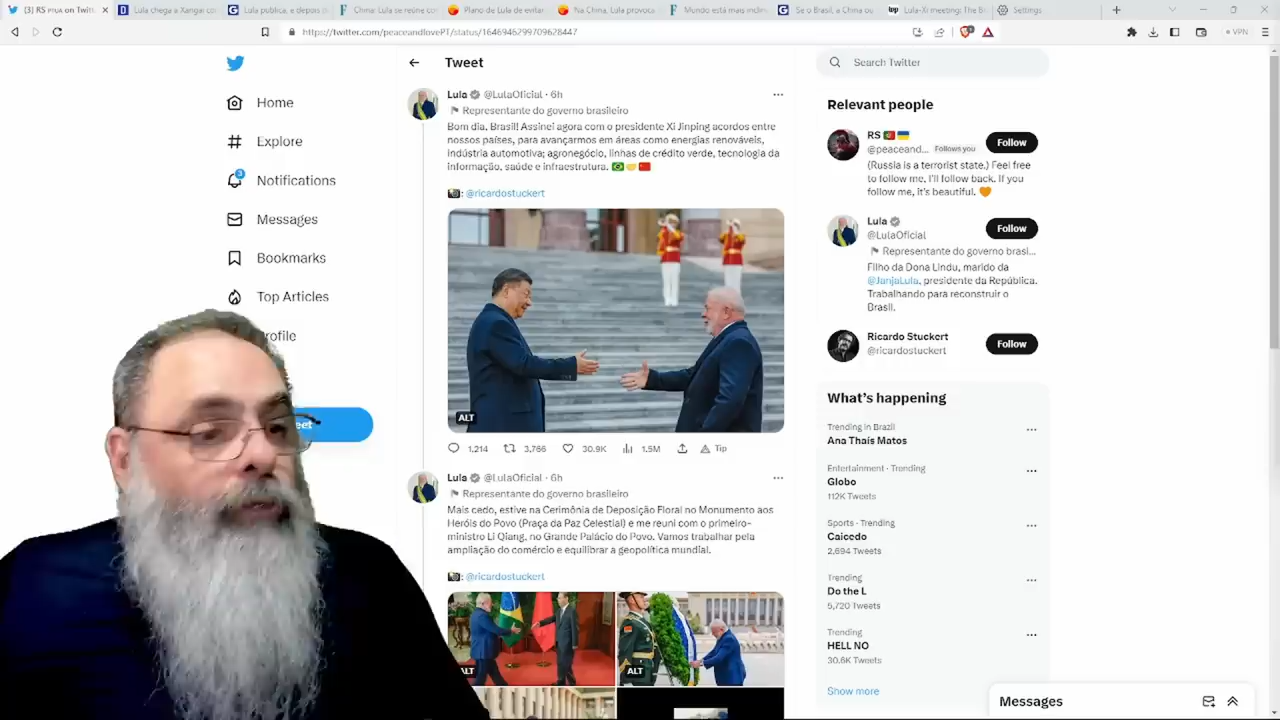 (3) RS Υπα on Twitt
Lula chega a Xangai co
Lula publica, e depois
China: Lula se reúne co
Plano de Lula de evitar
Na China, Lula provoca
Mundo está mais indin
Se o Brasil, a China ou
Lula-Xi meeting: The B
Settings
https://twitter.com/peaceandlovePT/status/1646946299709628447
VPN
Home
Explore
3
Notifications
Messages
Bookmarks
Top Articles
rofile
eet
Tweet
Lula @LulaOficial · 6h
Representante do governo brasileiro
Bom dia, Brasil! Assinei agora com o presidente Xi Jinping acordos entre
nossos países, para avançarmos em áreas como energias renováveis,
indústria automotiva; agronegócio, linhas de crédito verde, tecnologia da
informação, saúde e infraestrutura. 🇧🇷🤝🇨🇳
📸: @ricardostuckert
ALT
1,214 3,766 30.9K 1.5M Tip
Lula @LulaOficial · 6h
Representante do governo brasileiro
Mais cedo, estive na Cerimônia de Deposição Floral no Monumento aos
Heróis do Povo (Praça da Paz Celestial) e me reuni com o primeiro-
ministro Li Qiang, no Grande Palácio do Povo. Vamos trabalhar pela
ampliação do comércio e equilibrar a geopolítica mundial.
📸: @ricardostuckert
ALT
ALT
Search Twitter
Relevant people
RS 🇵🇹 🇺🇦
@peaceand... Follows you
Follow
(Russia is a terrorist state.) Feel free
to follow me, I'll follow back. If you
follow me, it's beautiful. 🧡
Lula
@LulaOficial
Follow
Representante do governo brasi...
Filho da Dona Lindu, marido da
@JanjaLula, presidente da República.
Trabalhando para reconstruir o
Brasil.
Ricardo Stuckert
@ricardostuckert
Follow
What's happening
Trending in Brazil
Ana Thaís Matos
Entertainment · Trending
Globo
112K Tweets
Sports · Trending
Caicedo
2,694 Tweets
Trending
Do the L
5,720 Tweets
Trending
HELL NO
30.6K Tweets
Show more
Messages